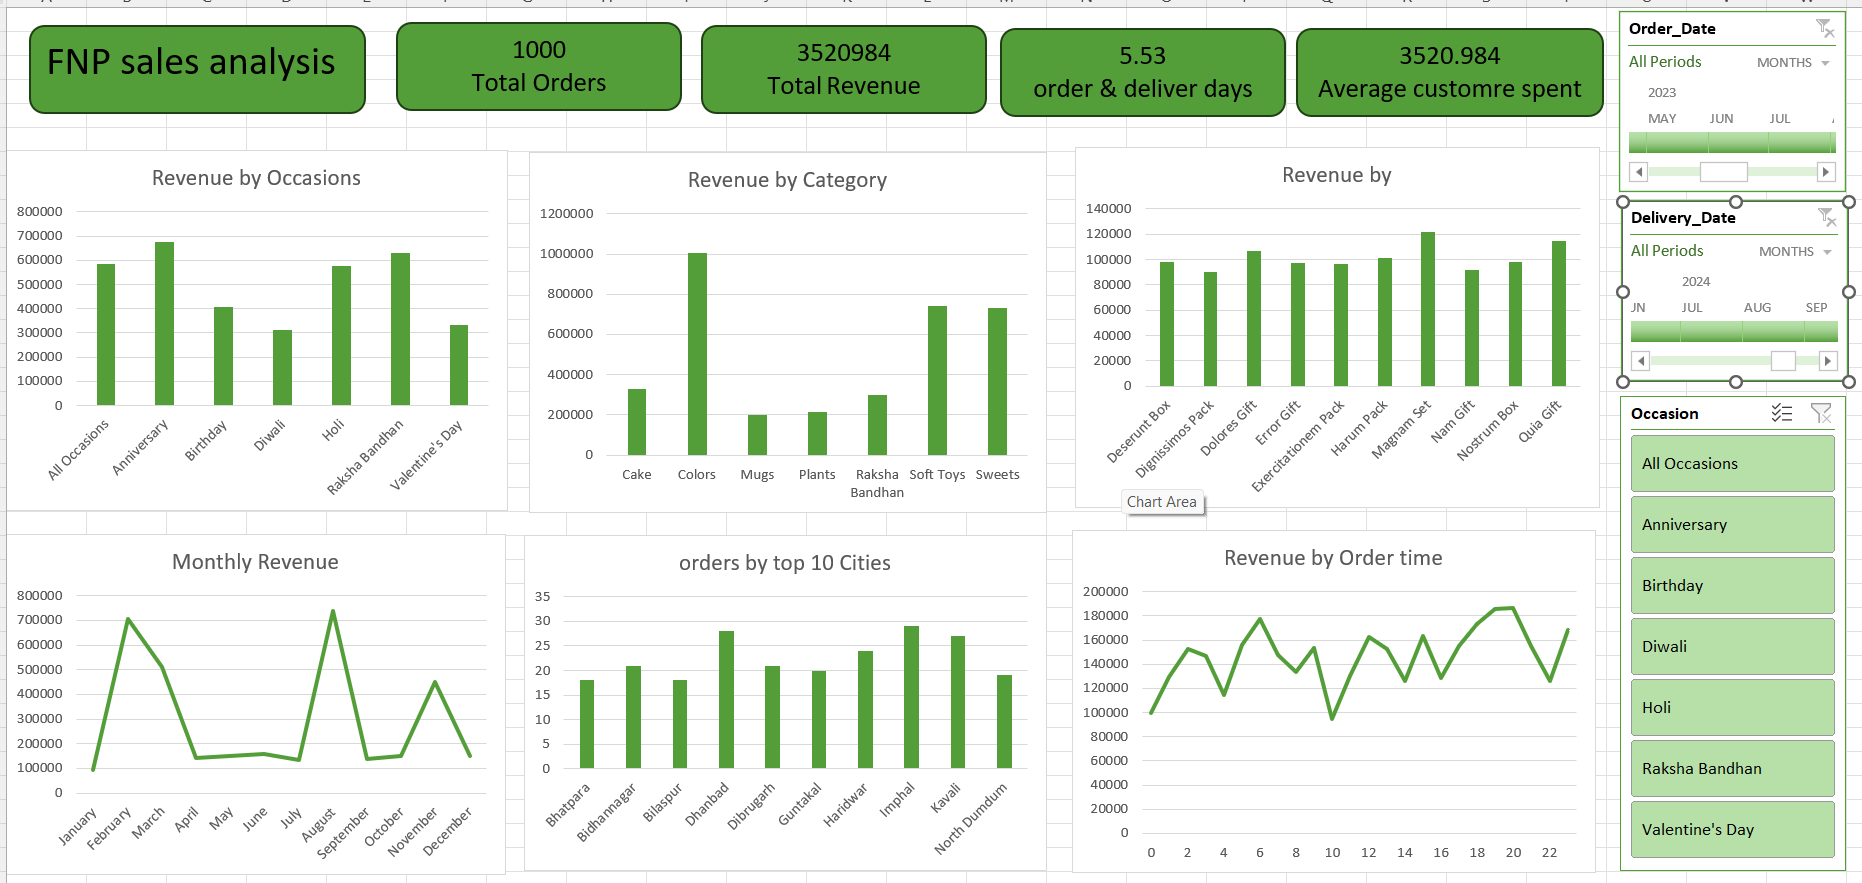 FNP sales analysis
1000
Total Orders
3520984
Total Revenue
5.53
order & deliver days
3520.984
Average customre spent
Order_Date
All Periods
MONTHS
2023
MAY JUN JUL
Delivery_Date
All Periods
MONTHS
2024
JUL AUG SEP
Occasion
All Occasions
Anniversary
Birthday
Diwali
Holi
Raksha Bandhan
Valentine's Day
Revenue by Occasions
800000
700000
600000
500000
400000
300000
200000
100000
0
All Occasions
Anniversary
Birthday
Diwali
Holi
Raksha Bandhan
Valentine's Day
Revenue by Category
1200000
1000000
800000
600000
400000
200000
0
Cake
Colors
Mugs
Plants
Raksha
Bandhan
Soft Toys
Sweets
Revenue by
140000
120000
100000
80000
60000
40000
20000
0
Deserunt Box
Dignissimos Pack
Dolores Gift
Error Gift
Exercitationem Pack
Harum Pack
Magnam Set
Nam Gift
Nostrum Box
Quia Gift
Chart Area
Monthly Revenue
800000
700000
600000
500000
400000
300000
200000
100000
0
January
February
March
April
May
June
July
August
September
October
November
December
orders by top 10 Cities
35
30
25
20
15
10
5
0
Bhatpara
Bidhannagar
Bilaspur
Dhanbad
Dibrugarh
Guntakal
Haridwar
Imphal
Kavali
North Dumdum
Revenue by Order time
200000
180000
160000
140000
120000
100000
80000
60000
40000
20000
0
0 2 4 6 8 10 12 14 16 18 20 22